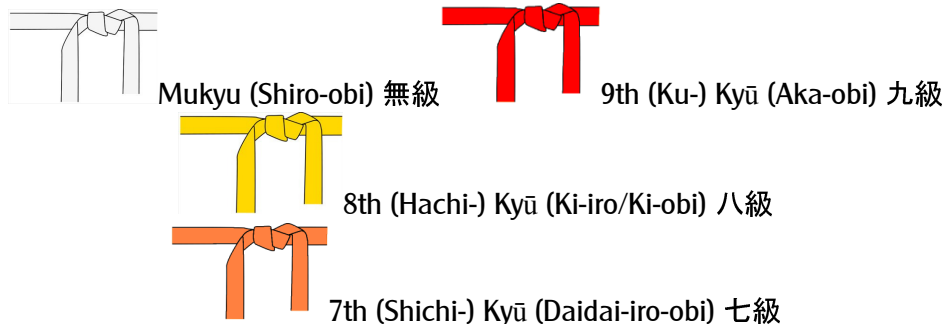 Mukyu (Shiro-obi) 無級 9th (Ku-) Kyū (Aka-obi) 九級
8th (Hachi-) Kyū (Ki-iro/Ki-obi) 八級
7th (Shichi-) Kyū (Daidai-iro-obi) 七級